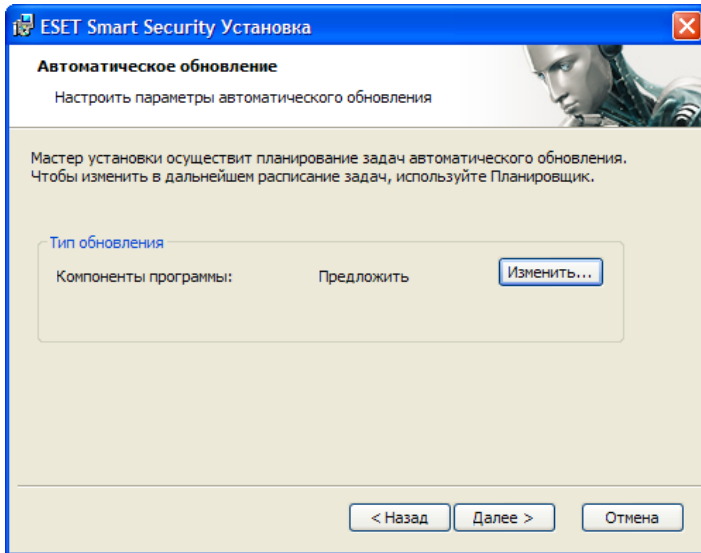 ESET Smart Security Установка
Автоматическое обновление
Настроить параметры автоматического обновления
Мастер установки осуществит планирование задач автоматического обновления.
Чтобы изменить в дальнейшем расписание задач, используйте Планировщик.
Тип обновления
Компоненты программы: Предложить Изменить...
< Назад Далее > Отмена